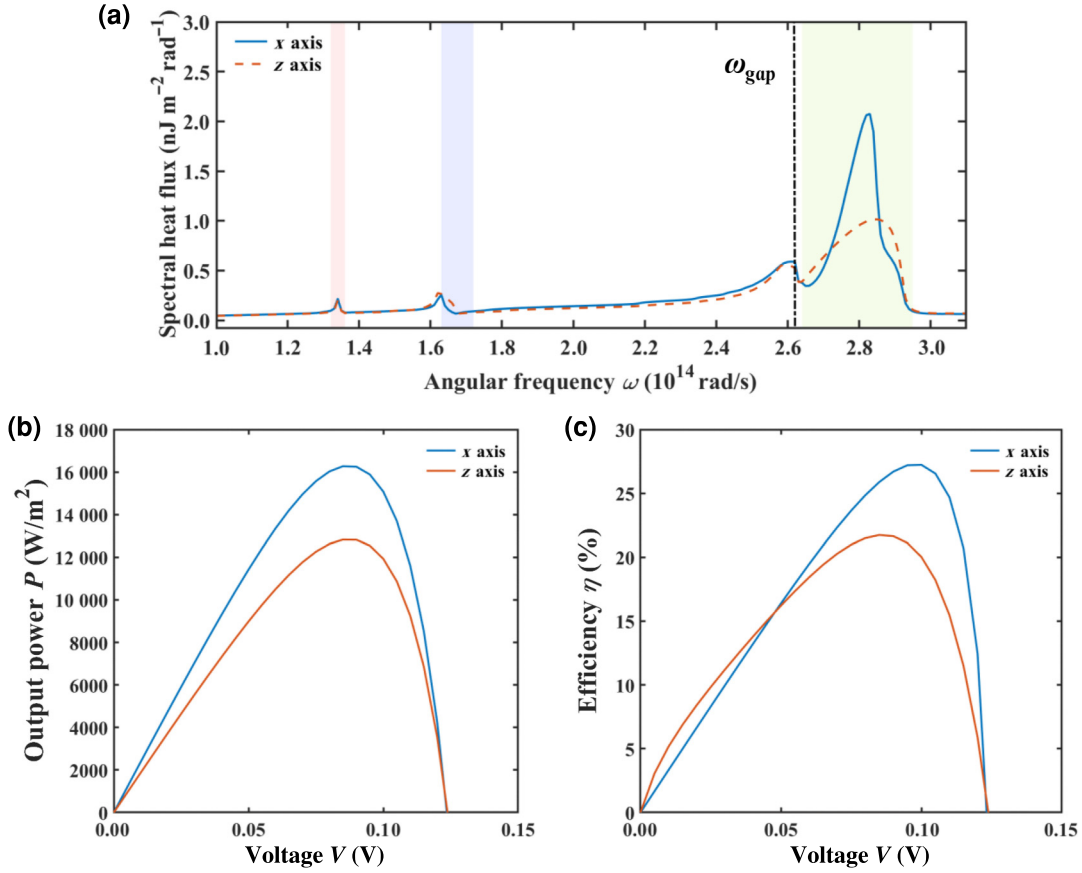 (a)
Spectral heat flux (nJ m−2 rad−1)
3.0
2.5
2.0
1.5
1.0
0.5
0.0
x axis
z axis
ωgap
1.0 1.2 1.4 1.6 1.8 2.0 2.2 2.4 2.6 2.8 3.0
Angular frequency ω (10^14 rad/s)
(b)
Output power P (W/m2)
18 000
16 000
14 000
12 000
10 000
8000
6000
4000
2000
0
x axis
z axis
0.00 0.05 0.10 0.15
Voltage V (V)
(c)
Efficiency η (%)
30
25
20
15
10
5
0
x axis
z axis
0.00 0.05 0.10 0.15
Voltage V (V)